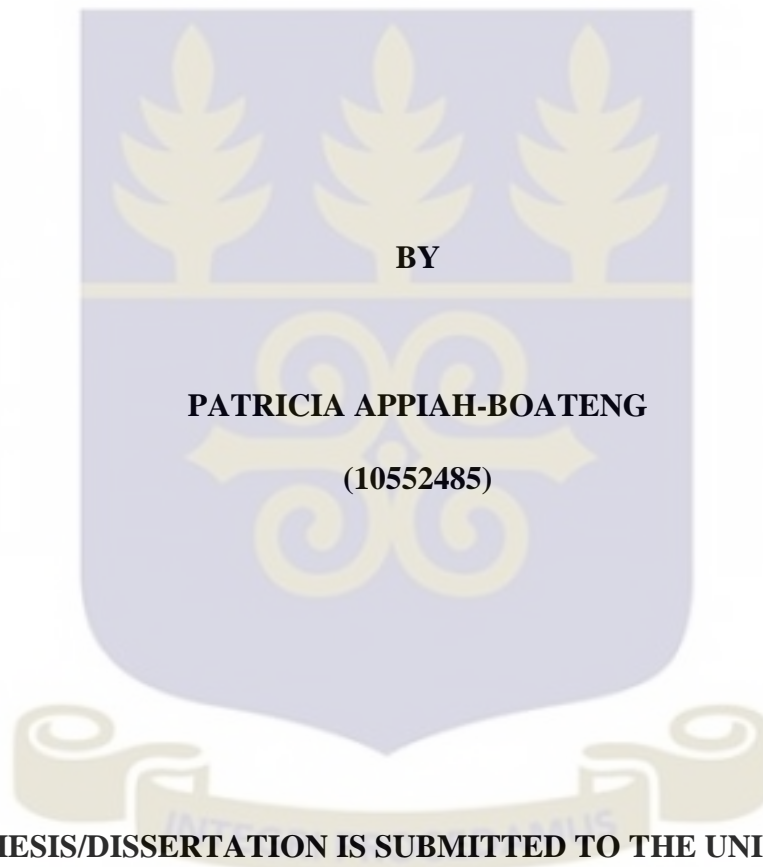 BY
PATRICIA APPIAH-BOATENG
(10552485)
HESIS/DISSERTATION IS SUBMITTED TO THE UNI